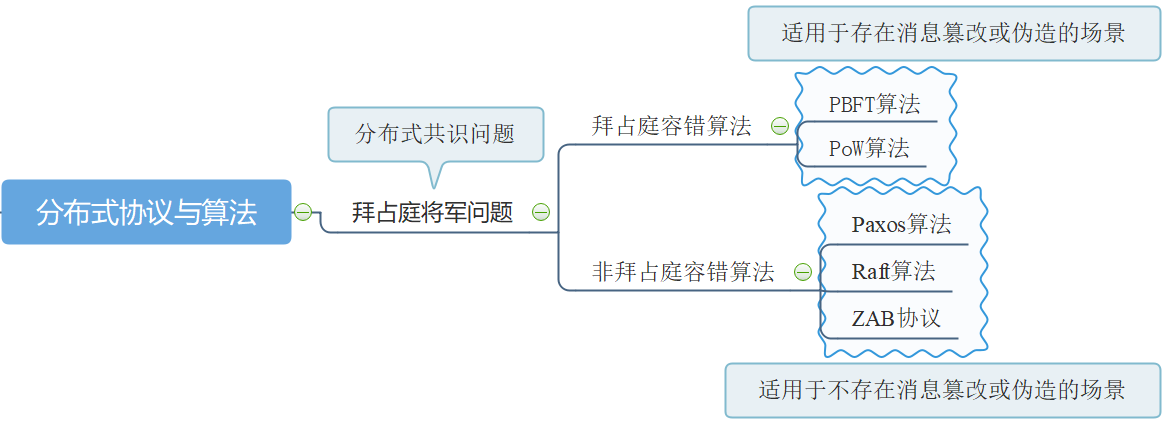 适用于存在消息篡改或伪造的场景
PBFT算法
拜占庭容错算法
PoW算法
分布式共识问题
分布式协议与算法
拜占庭将军问题
Paxos算法
非拜占庭容错算法
Raft算法
ZAB协议
适用于不存在消息篡改或伪造的场景